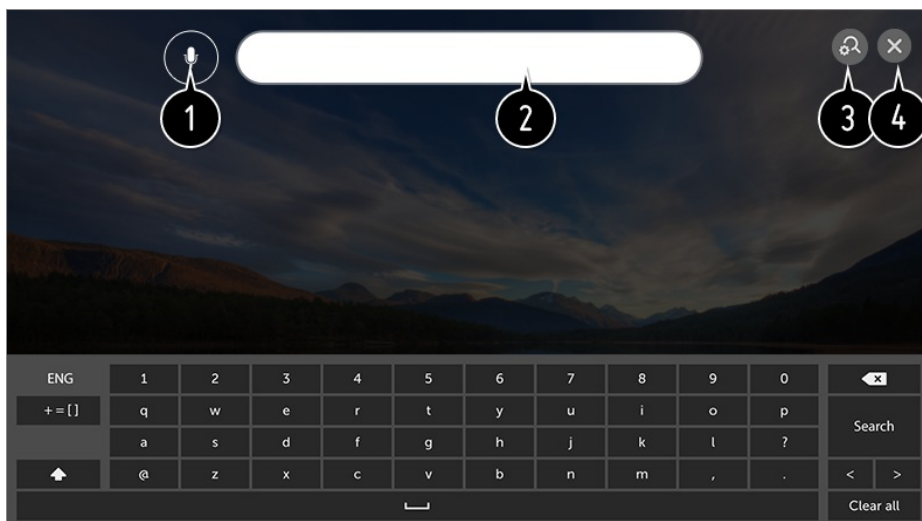 1
2
3
4
ENG 1 2 3 4 5 6 7 8 9 0
+=[] q w e r t y u i o p
Search
a s d f g h j k l ?
@ z x c v b n m , . < >
Clear all